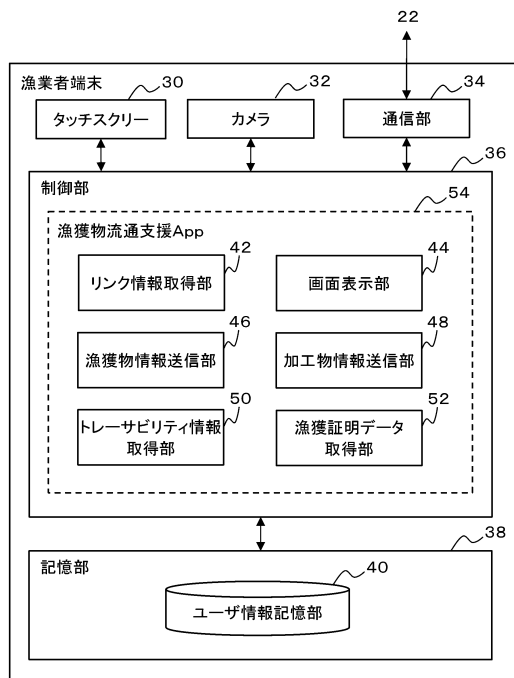 22
漁業者端末
30
32
34
タッチスクリー
カメラ
通信部
36
制御部
54
漁獲物流通支援App
42
44
リンク情報取得部
画面表示部
46
48
漁獲物情報送信部
加工物情報送信部
50
52
トレーサビリティ情報
取得部
漁獲証明データ
取得部
38
記憶部
40
ユーザ情報記憶部